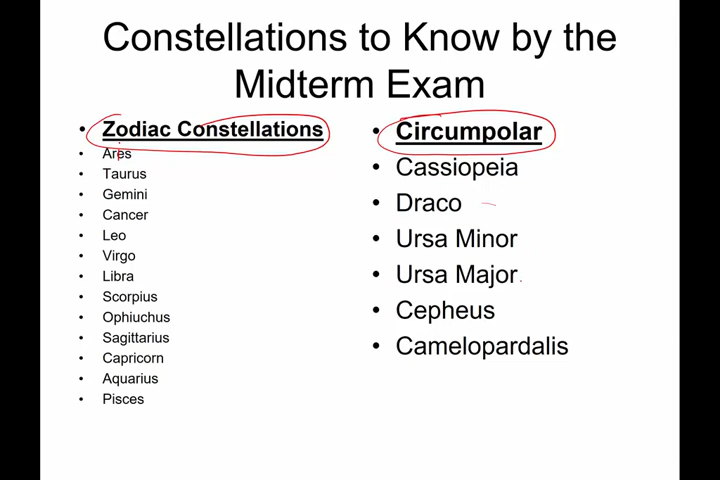 Constellations to Know by the
Midterm Exam
• Zodiac Constellations
• Ares
• Taurus
• Gemini
• Cancer
• Leo
• Virgo
• Libra
• Scorpius
• Ophiuchus
• Sagittarius
• Capricorn
• Aquarius
• Pisces
• Circumpolar
• Cassiopeia
• Draco
• Ursa Minor
• Ursa Major
• Cepheus
• Camelopardalis